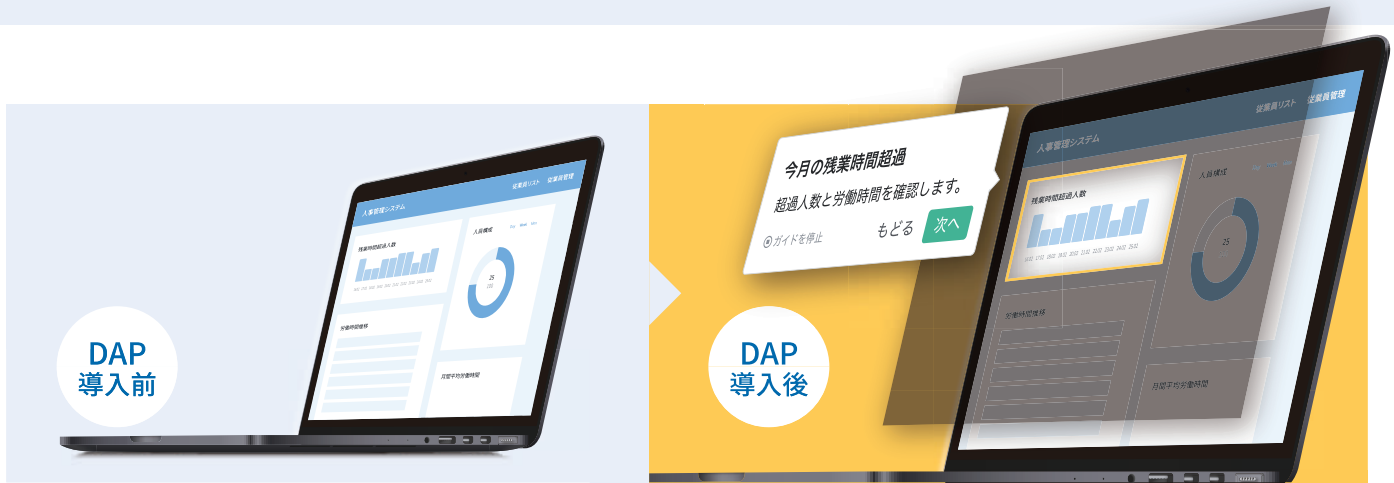 人事管理システム
従業員リスト 従業員管理
残業時間超過人数
人員構成
25
労働時間推移
月間平均労働時間
DAP
導入前
今月の残業時間超過
超過人数と労働時間を確認します。
ガイドを停止
もどる
次へ
DAP
導入後
人事管理システム
従業員リスト 従業員管理
残業時間超過人数
人員構成
25
労働時間推移
月間平均労働時間